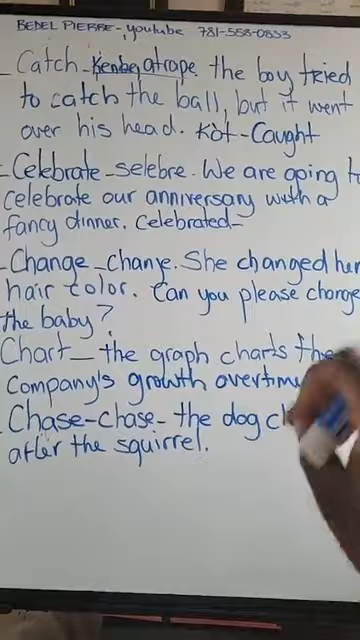 BEDEL PIERRE - youtube 781-558-0833
_ Catch - Kenbe, atrape. the boy tried
to catch the ball, but it went
over his head. Kòt - Caught
- Celebrate - selebre. We are going to
celebrate our anniversary with a
fancy dinner. Celebrated -
- Change - chanje. She changed her
hair color. Can you please change
the baby?
Chart - the graph charts the
Company's growth overtime
- Chase - chase - the dog
after the squirrel.